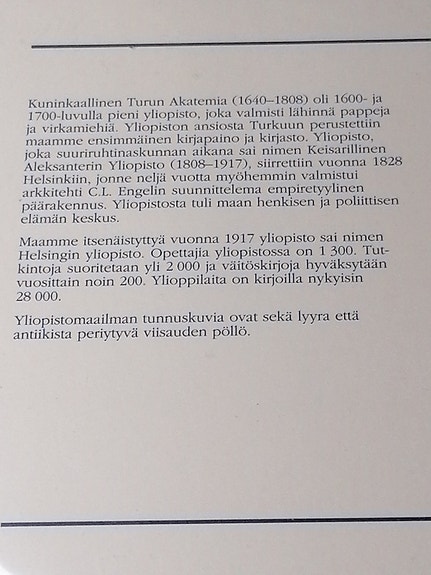 Kuninkaallinen Turun Akatemia (1640–1808) oli 1600- ja
1700-luvulla pieni yliopisto, joka valmisti lähinnä pappeja
ja virkamiehiä. Yliopiston ansiosta Turkuun perustettiin
maamme ensimmäinen kirjapaino ja kirjasto. Yliopisto,
joka suuriruhtinaskunnan aikana sai nimen Keisarillinen
Aleksanterin Yliopisto (1808–1917), siirrettiin vuonna 1828
Helsinkiin, jonne neljä vuotta myöhemmin valmistui
arkkitehti C.L. Engelin suunnittelema empiretyylinen
päärakennus. Yliopistosta tuli maan henkisen ja poliittisen
elämän keskus.
Maamme itsenäistyttyä vuonna 1917 yliopisto sai nimen
Helsingin yliopisto. Opettajia yliopistossa on 1 300. Tut-
kintoja suoritetaan yli 2 000 ja väitöskirjoja hyväksytään
vuosittain noin 200. Ylioppilaita on kirjoilla nykyisin
28 000.
Yliopistomaailman tunnuskuvia ovat sekä lyyra että
antiikista periytyvä viisauden pöllö.